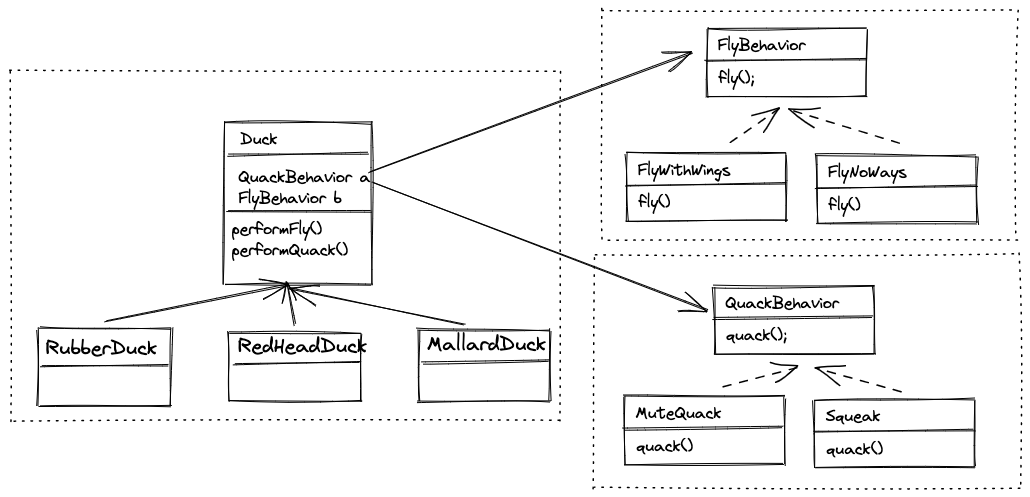 Duck
QuackBehavior a
FlyBehavior b
performFly()
performQuack()
RubberDuck
RedHeadDuck
MallardDuck
FlyBehavior
fly();
FlyWithWings
fly()
FlyNoWays
fly()
QuackBehavior
quack();
MuteQuack
quack()
Squeak
quack()